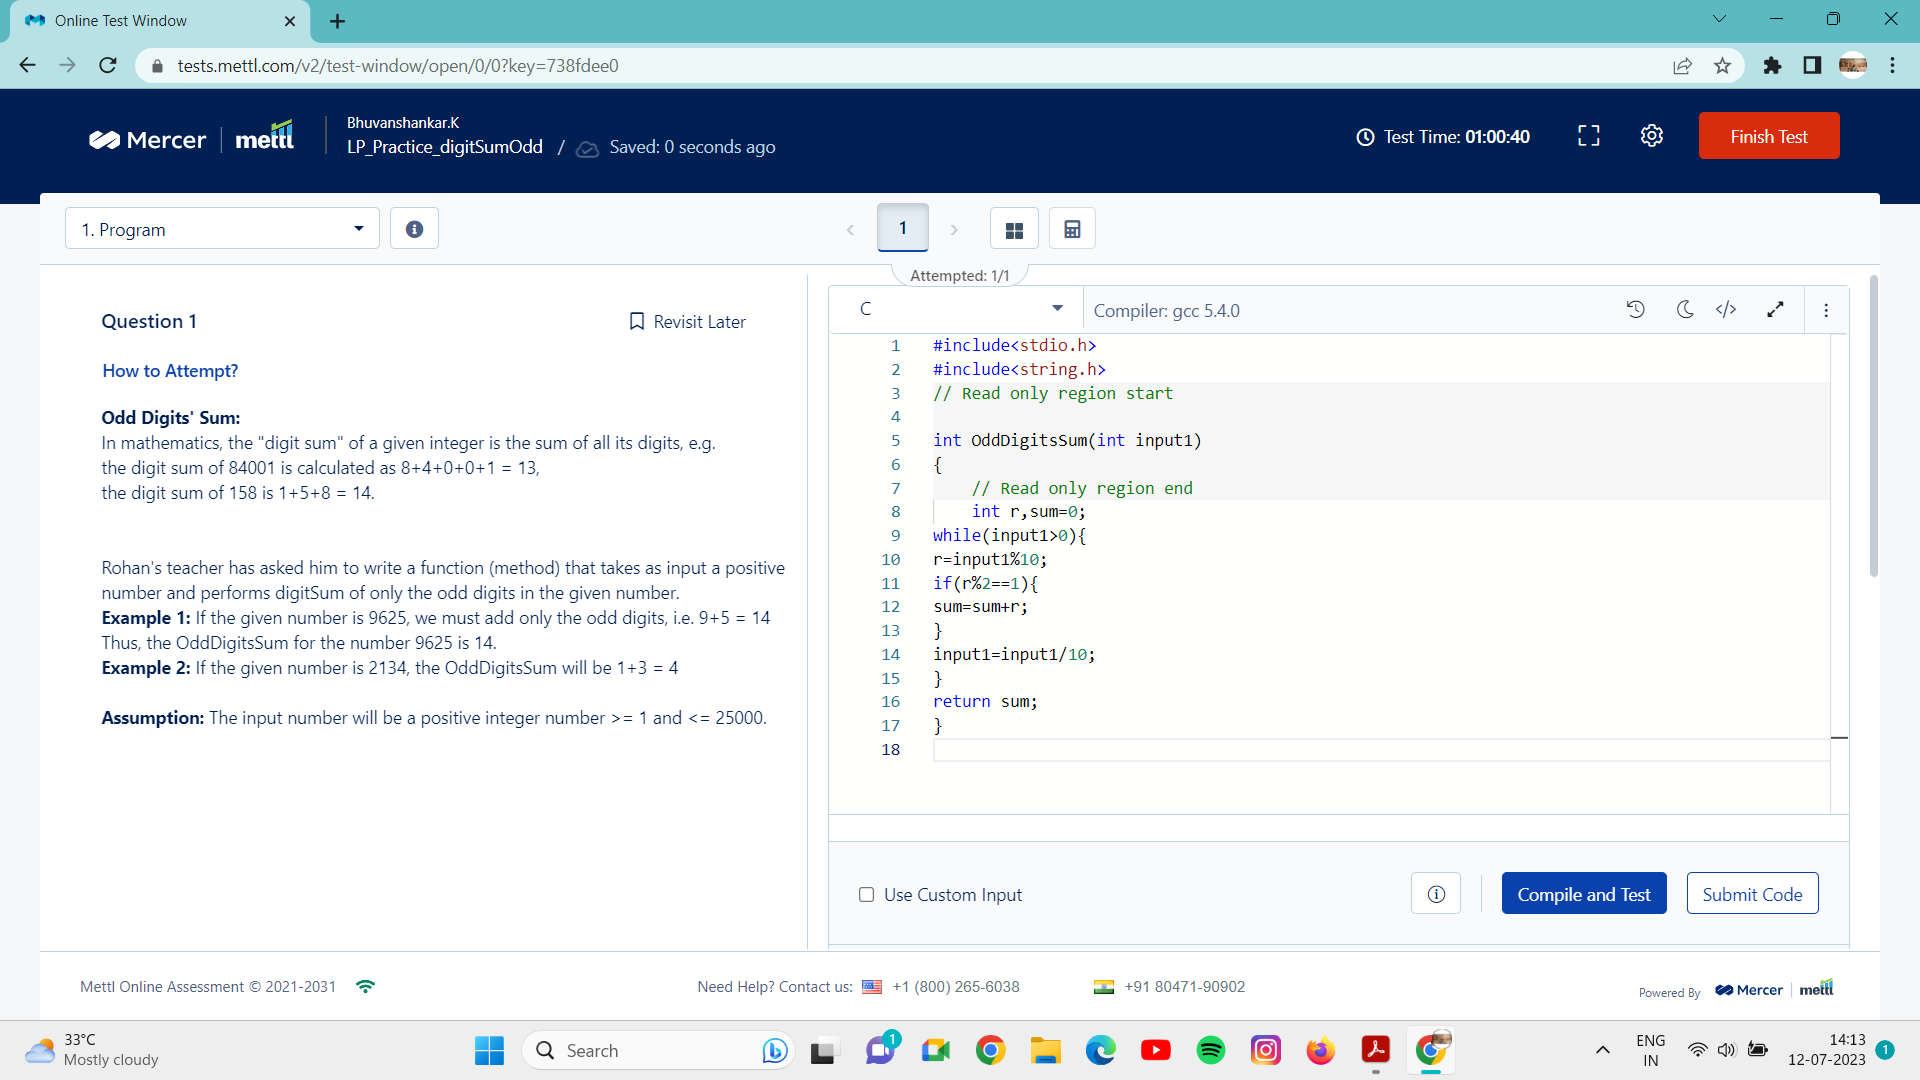 Online Test Window
tests.mettl.com/v2/test-window/open/0/0?key=738fdee0
Mercer
mettl
Bhuvanshankar.K
LP_Practice_digitSumOdd / Saved: 0 seconds ago
Test Time: 01:00:40
Finish Test
1. Program
1
Attempted: 1/1
Question 1
Revisit Later
How to Attempt?
Odd Digits' Sum:
In mathematics, the "digit sum" of a given integer is the sum of all its digits, e.g.
the digit sum of 84001 is calculated as 8+4+0+0+1 = 13,
the digit sum of 158 is 1+5+8 = 14.
Rohan's teacher has asked him to write a function (method) that takes as input a positive
number and performs digitSum of only the odd digits in the given number.
Example 1: If the given number is 9625, we must add only the odd digits, i.e. 9+5 = 14
Thus, the OddDigitsSum for the number 9625 is 14.
Example 2: If the given number is 2134, the OddDigitsSum will be 1+3 = 4
Assumption: The input number will be a positive integer number >= 1 and <= 25000.
C
Compiler: gcc 5.4.0
1 #include<stdio.h>
2 #include<string.h>
3 // Read only region start
4
5 int OddDigitsSum(int input1)
6 {
7 // Read only region end
8 int r,sum=0;
9 while(input1>0){
10 r=input1%10;
11 if(r%2==1){
12 sum=sum+r;
13 }
14 input1=input1/10;
15 }
16 return sum;
17 }
18
Use Custom Input
Compile and Test
Submit Code
Mettl Online Assessment © 2021-2031
Need Help? Contact us: +1 (800) 265-6038
+91 80471-90902
Powered By Mercer mettl
33°C
Mostly cloudy
Search
1
ENG
IN
14:13
12-07-2023
1